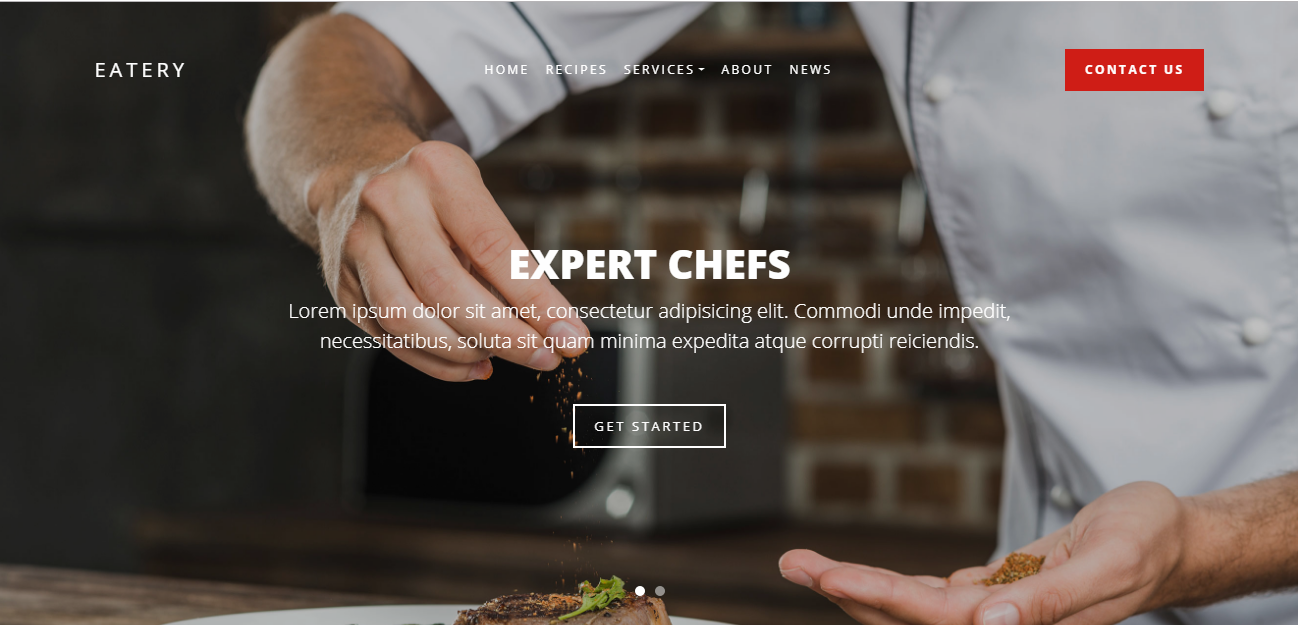 EATERY
HOME RECIPES SERVICES ABOUT NEWS
CONTACT US
EXPERT CHEFS
Lorem ipsum dolor sit amet, consectetur adipisicing elit. Commodi unde impedit,
necessitatibus, soluta sit quam minima expedita atque corrupti reiciendis.
GET STARTED